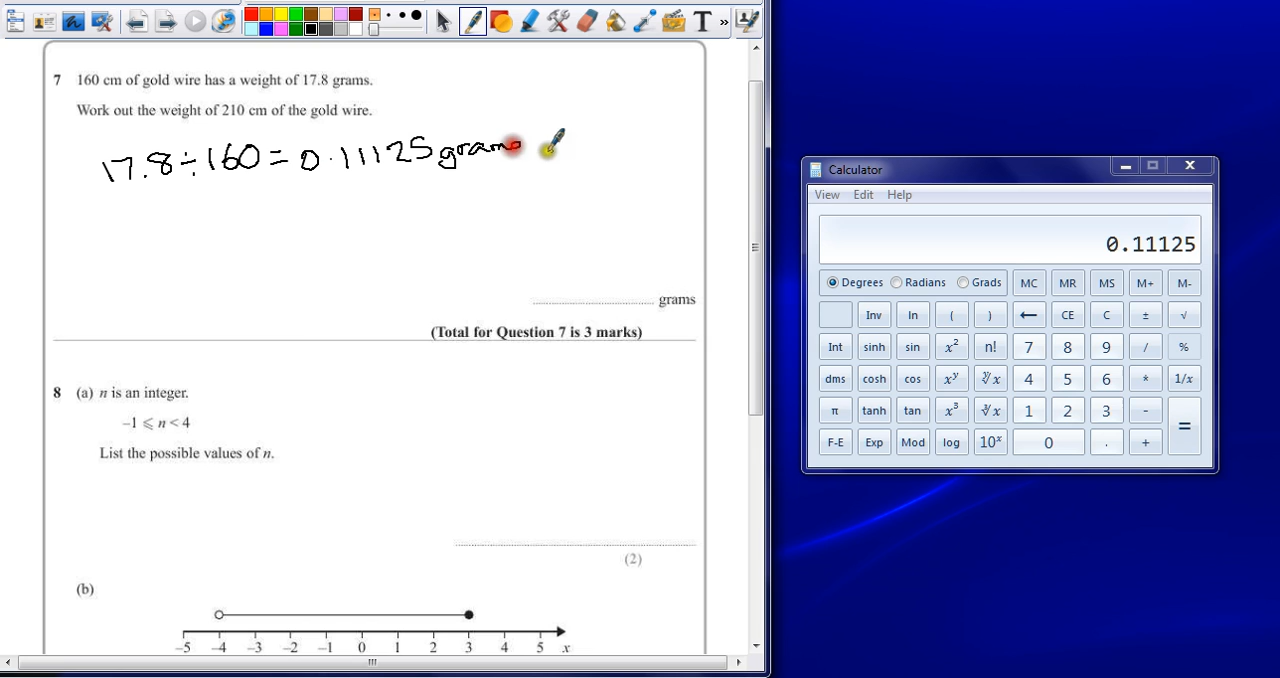 7 160 cm of gold wire has a weight of 17.8 grams.
Work out the weight of 210 cm of the gold wire.
17.8÷160=0.11125 grams
grams
(Total for Question 7 is 3 marks)
8 (a) n is an integer.
–1 ⩽ n < 4
List the possible values of n.
(2)
(b)
–5 –4 –3 –2 –1 0 1 2 3 4 5 x
T »
Calculator
View Edit Help
0.11125
Degrees Radians Grads MC MR MS M+ M-
Inv ln ( ) ← CE C ± √
Int sinh sin x² n! 7 8 9 / %
dms cosh cos xʸ ʸ√x 4 5 6 * 1/x
π tanh tan x³ ³√x 1 2 3 - =
F-E Exp Mod log 10ˣ 0 . +